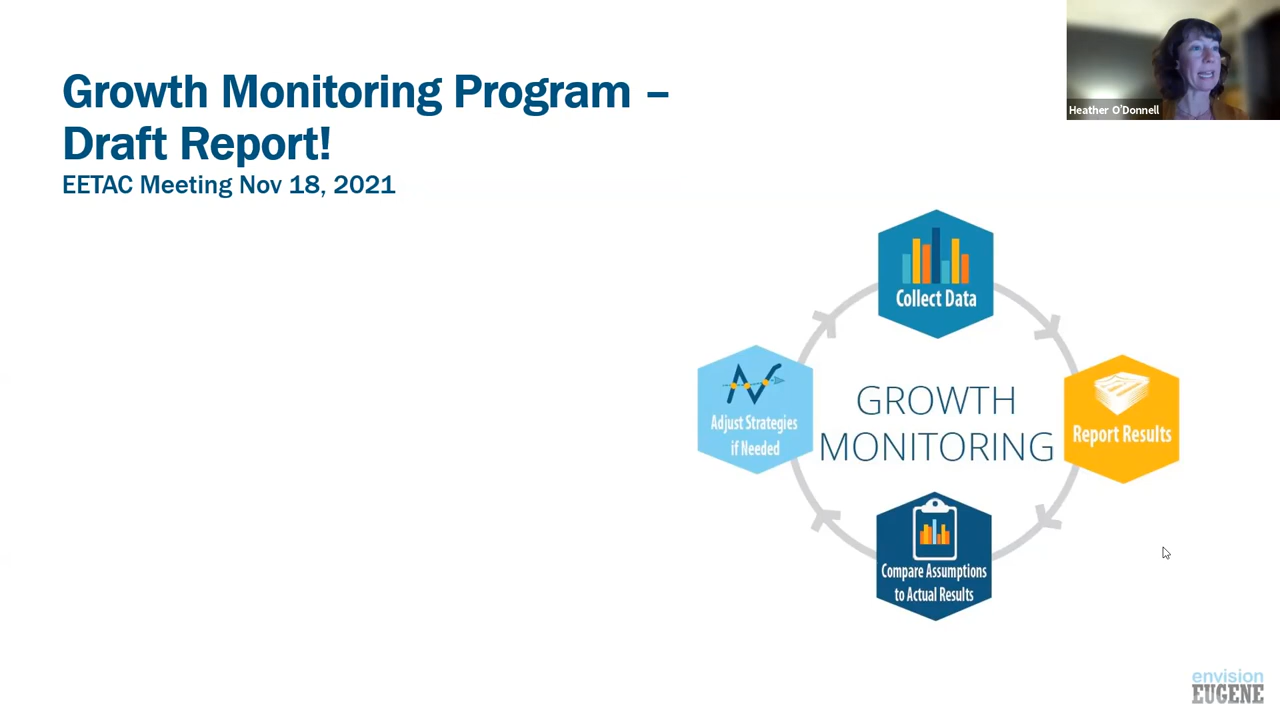 Growth Monitoring Program –
Draft Report!
EETAC Meeting Nov 18, 2021
Heather O'Donnell
Collect Data
Adjust Strategies
if Needed
GROWTH
MONITORING
Report Results
Compare Assumptions
to Actual Results
envision
EUGENE